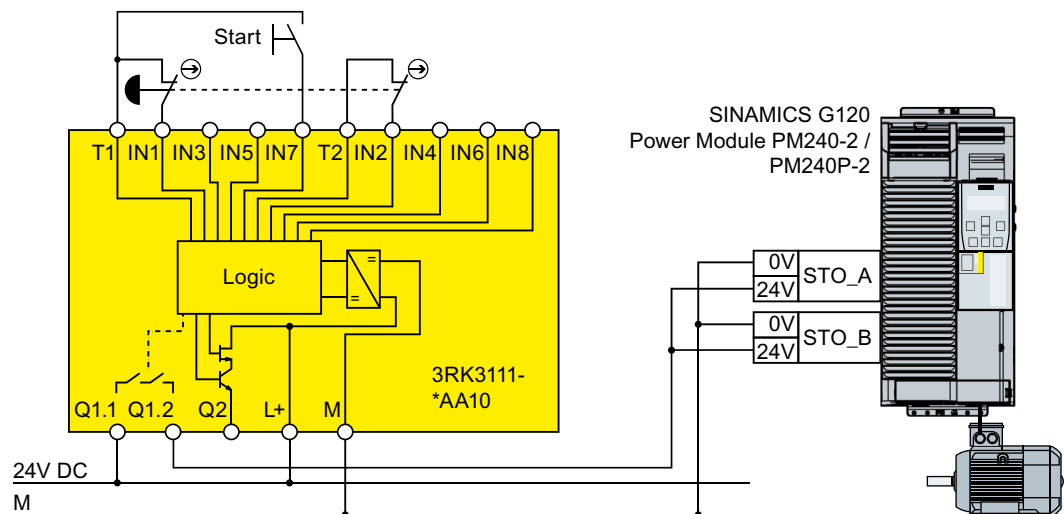 Start
SINAMICS G120
Power Module PM240-2 /
PM240P-2
T1 IN1 IN3 IN5 IN7 T2 IN2 IN4 IN6 IN8
Logic
=
=
0V
24V
STO_A
0V
24V
STO_B
3RK3111-
*AA10
Q1.1 Q1.2 Q2 L+ M
24V DC
M